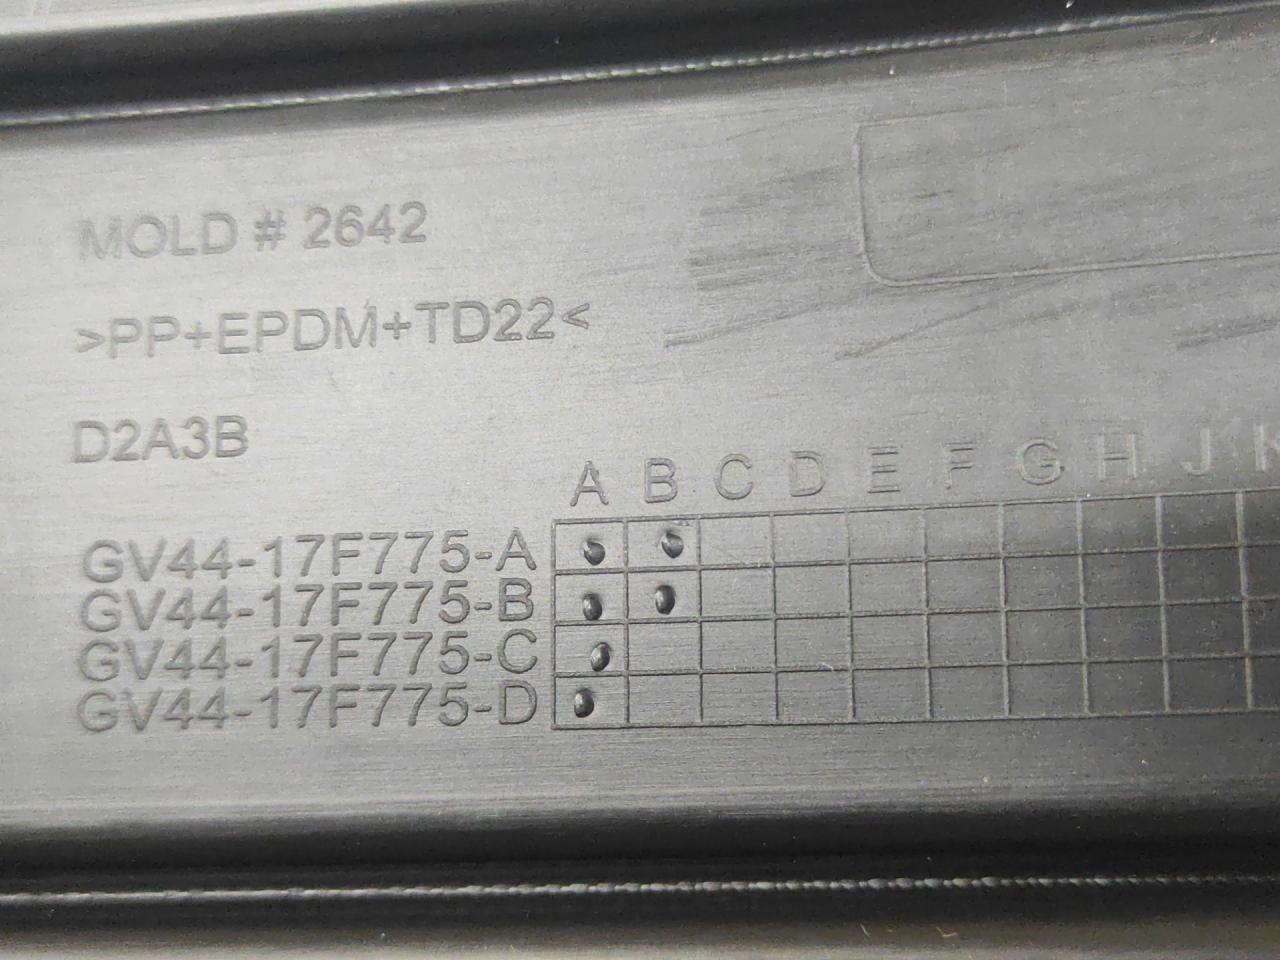 MOLD # 2642
>PP+EPDM+TD22<
D2A3B
A B C D E F G H J K
GV44-17F775-A
GV44-17F775-B
GV44-17F775-C
GV44-17F775-D